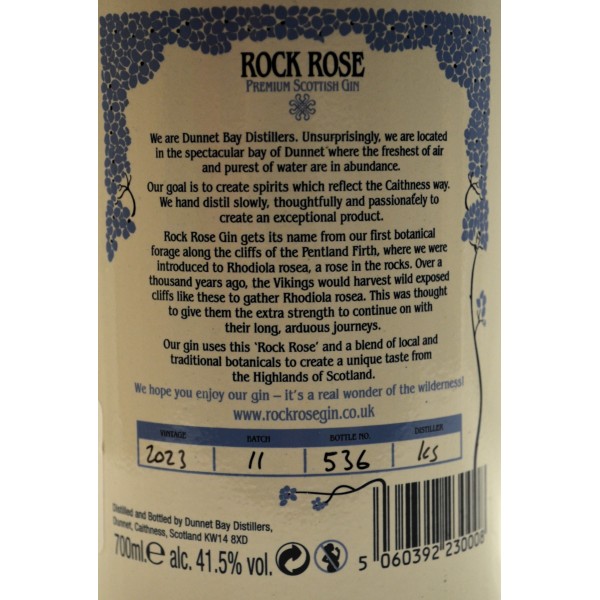 ROCK ROSE
PREMIUM SCOTTISH GIN
We are Dunnet Bay Distillers. Unsurprisingly, we are located
in the spectacular bay of Dunnet where the freshest of air
and purest of water are in abundance.
Our goal is to create spirits which reflect the Caithness way.
We hand distil slowly, thoughtfully and passionately to
create an exceptional product.
Rock Rose Gin gets its name from our first botanical
forage along the cliffs of the Pentland Firth, where we were
introduced to Rhodiola rosea, a rose in the rocks. Over a
thousand years ago, the Vikings would harvest wild exposed
cliffs like these to gather Rhodiola rosea. This was thought
to give them the extra strength to continue on with
their long, arduous journeys.
Our gin uses this 'Rock Rose' and a blend of local and
traditional botanicals to create a unique taste from
the Highlands of Scotland.
We hope you enjoy our gin – it's a real wonder of the wilderness!
www.rockrosegin.co.uk
VINTAGE BATCH BOTTLE NO. DISTILLER
2023 11 536 ks
Distilled and Bottled by Dunnet Bay Distillers,
Dunnet, Caithness, Scotland KW14 8XD
700ml.e alc. 41.5% vol.
5 060392 230008